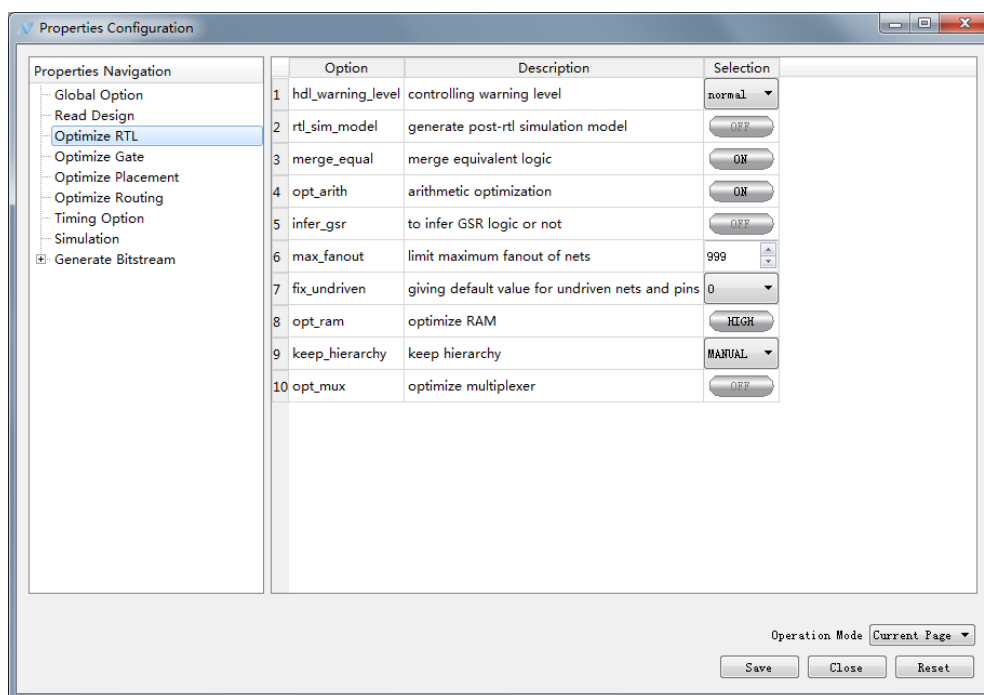 Properties Configuration
Properties Navigation
Global Option
Read Design
Optimize RTL
Optimize Gate
Optimize Placement
Optimize Routing
Timing Option
Simulation
Generate Bitstream
Option Description Selection
1 hdl_warning_level controlling warning level normal
2 rtl_sim_model generate post-rtl simulation model OFF
3 merge_equal merge equivalent logic ON
4 opt_arith arithmetic optimization ON
5 infer_gsr to infer GSR logic or not OFF
6 max_fanout limit maximum fanout of nets 999
7 fix_undriven giving default value for undriven nets and pins 0
8 opt_ram optimize RAM HIGH
9 keep_hierarchy keep hierarchy MANUAL
10 opt_mux optimize multiplexer OFF
Operation Mode Current Page
Save Close Reset